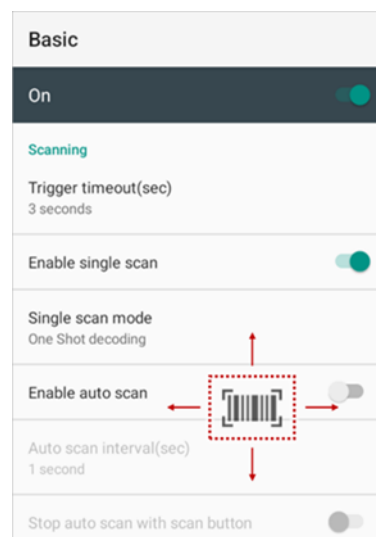 Basic
On
Scanning
Trigger timeout(sec)
3 seconds
Enable single scan
Single scan mode
One Shot decoding
Enable auto scan
Auto scan interval(sec)
1 second
Stop auto scan with scan button